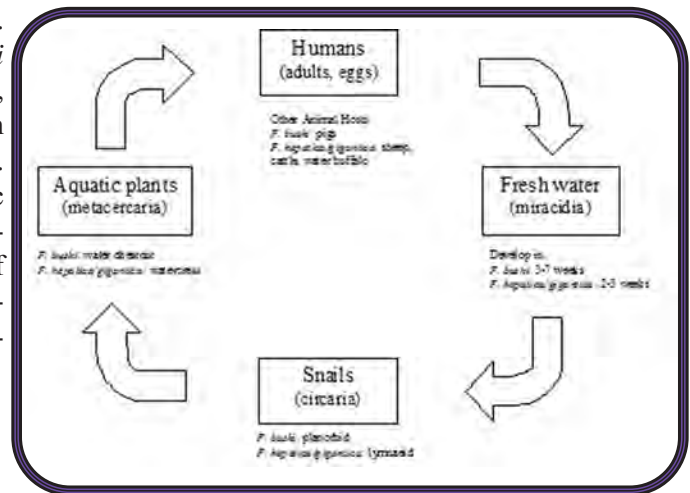 Humans
(adults, eggs)
Other Animal Hosts
F. buski: pigs
F. hepatica/gigantica: sheep,
cattle, water buffalo
Aquatic plants
(metacercaria)
F. buski: water
F. hepatica/gigantica: watercress
Fresh water
(miracidia)
Develop in:
F. buski: 3-7 weeks
F. hepatica/gigantica: 2-3 weeks
Snails
(circaria)
F. buski: planorbid
F. hepatica/gigantica: lymnaeid